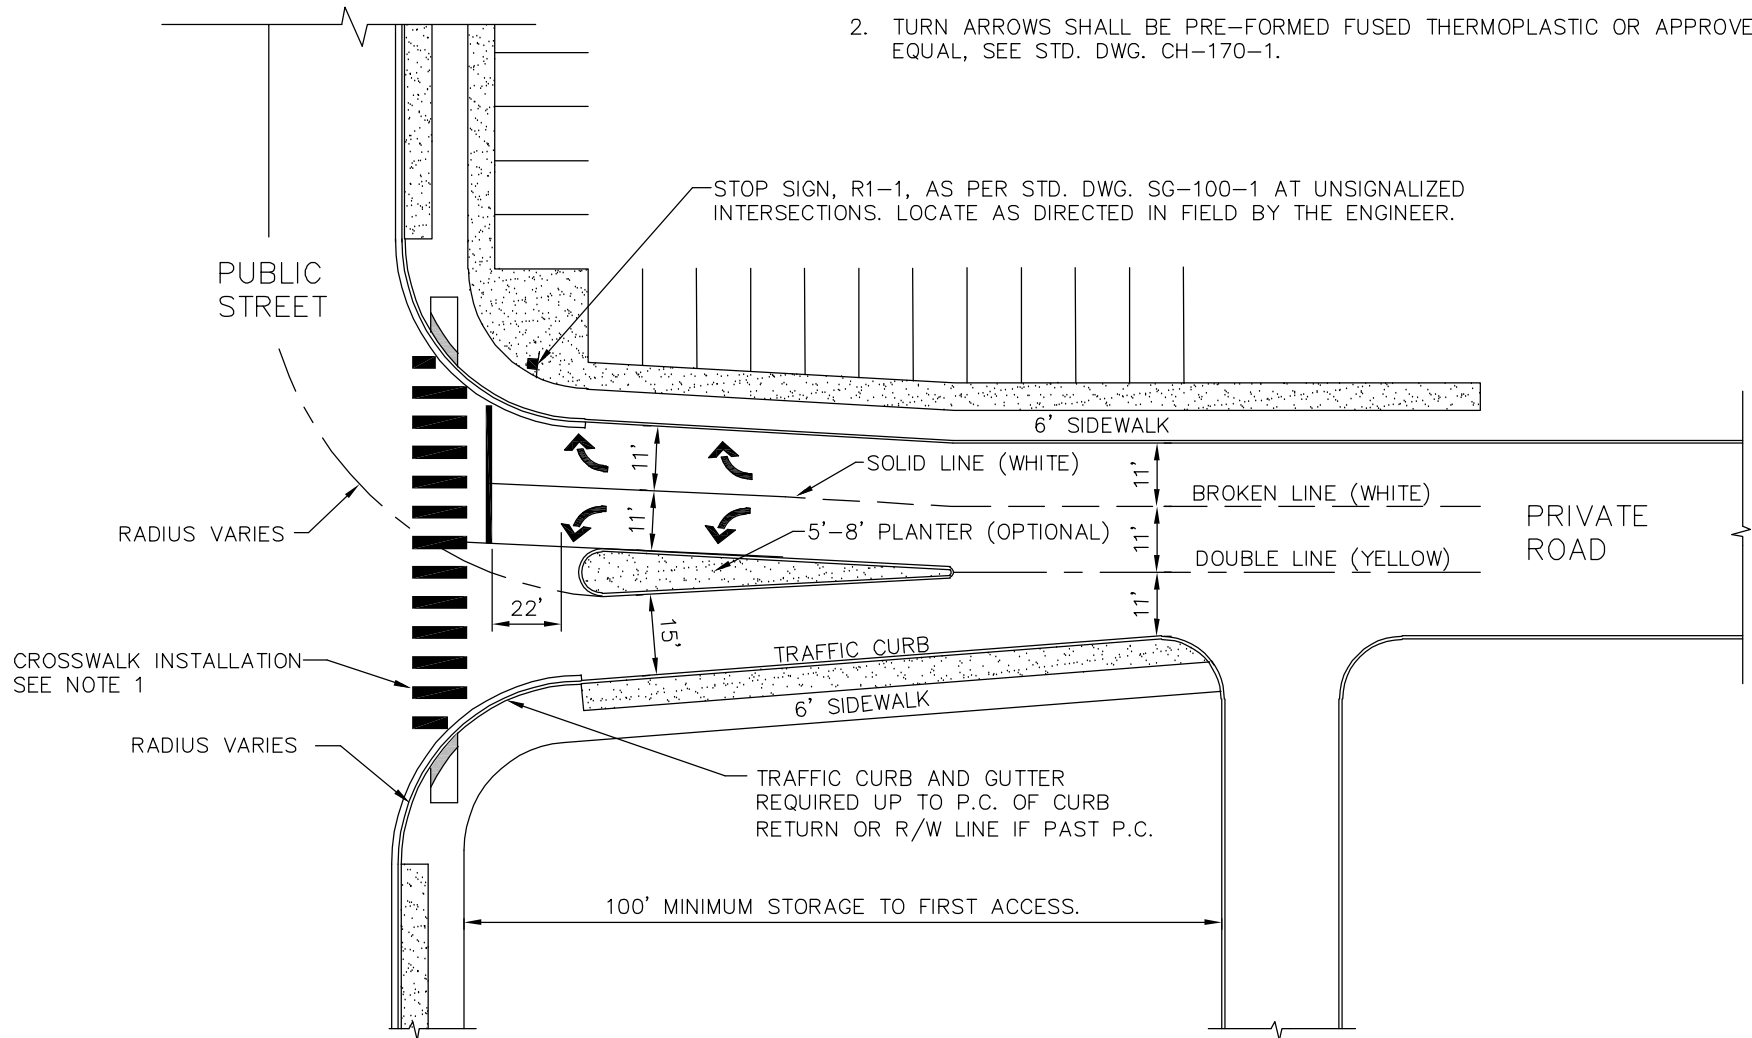 2. TURN ARROWS SHALL BE PRE-FORMED FUSED THERMOPLASTIC OR APPROVE
EQUAL, SEE STD. DWG. CH-170-1.
STOP SIGN, R1-1, AS PER STD. DWG. SG-100-1 AT UNSIGNALIZED
INTERSECTIONS. LOCATE AS DIRECTED IN FIELD BY THE ENGINEER.
PUBLIC
STREET
6' SIDEWALK
11'
SOLID LINE (WHITE)
11'
BROKEN LINE (WHITE)
11'
5'-8' PLANTER (OPTIONAL)
11'
PRIVATE
ROAD
RADIUS VARIES
DOUBLE LINE (YELLOW)
22'
11'
15'
TRAFFIC CURB
CROSSWALK INSTALLATION
SEE NOTE 1
6' SIDEWALK
RADIUS VARIES
TRAFFIC CURB AND GUTTER
REQUIRED UP TO P.C. OF CURB
RETURN OR R/W LINE IF PAST P.C.
100' MINIMUM STORAGE TO FIRST ACCESS.